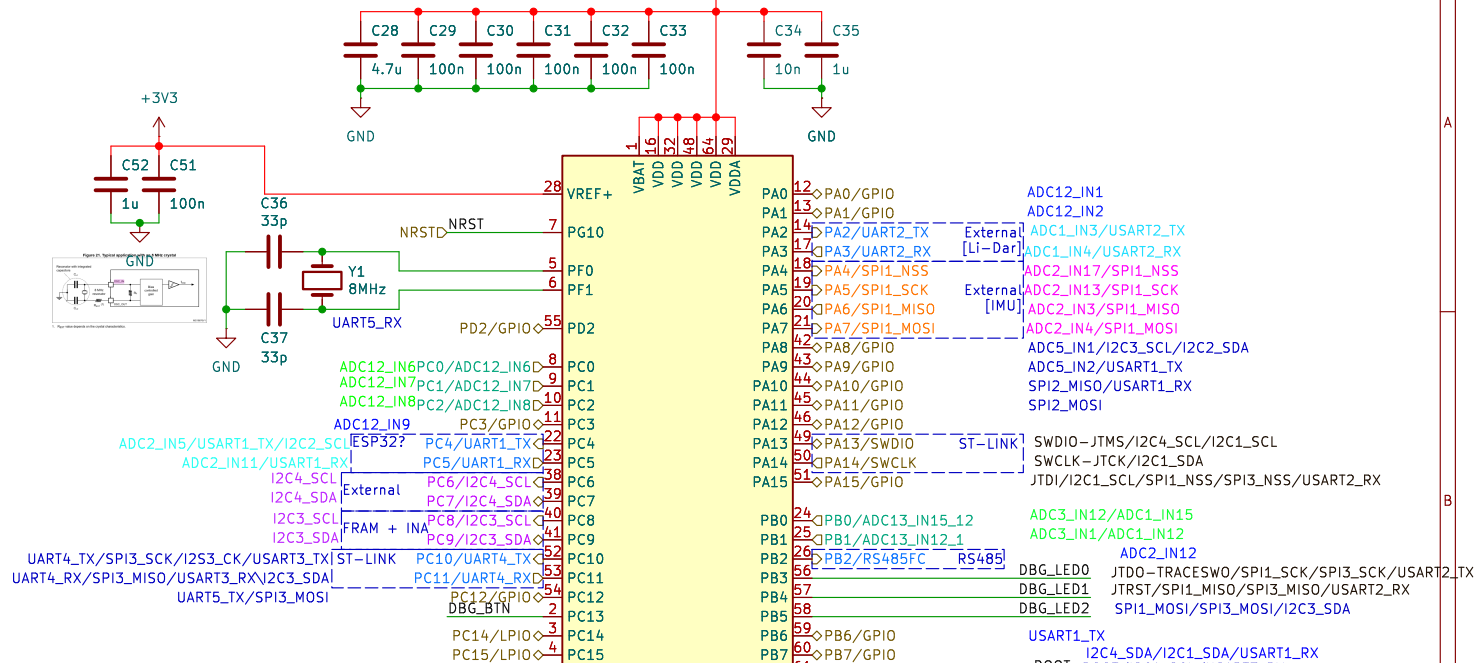 C28 C29 C30 C31 C32 C33 C34 C35
4.7u 100n 100n 100n 100n 100n 10n 1u
GND GND
+3V3
A
C52 C51
1u 100n
GND
1 16 32 48 64 29
VBAT VDD VDD VDD VDD VDDA
28 VREF+
C36
33p
NRST NRST 7 PG10
5 PF0
Y1
8MHz
6 PF1
C37
33p
GND
UART5_RX
PD2/GPIO 55 PD2
ADC12_IN6 PC0/ADC12_IN6 8 PC0
ADC12_IN7 PC1/ADC12_IN7 9 PC1
ADC12_IN8 PC2/ADC12_IN8 10 PC2
ADC12_IN9 PC3/GPIO 11 PC3
ADC2_IN5/USART1_TX/I2C2_SCL ESP32? PC4/UART1_TX 22 PC4
ADC2_IN11/USART1_RX PC5/UART1_RX 23 PC5
I2C4_SCL External PC6/I2C4_SCL 38 PC6
I2C4_SDA PC7/I2C4_SDA 39 PC7
I2C3_SCL FRAM + INA PC8/I2C3_SCL 40 PC8
I2C3_SDA PC9/I2C3_SDA 41 PC9
UART4_TX/SPI3_SCK/I2S3_CK/USART3_TX ST-LINK PC10/UART4_TX 52 PC10
UART4_RX/SPI3_MISO/USART3_RX\I2C3_SDA PC11/UART4_RX 53 PC11
UART5_TX/SPI3_MOSI PC12/GPIO 54 PC12
DBG_BTN 2 PC13
PC14/LPIO 3 PC14
PC15/LPIO 4 PC15
PA0 12 PA0/GPIO ADC12_IN1
PA1 13 PA1/GPIO ADC12_IN2
PA2 14 PA2/UART2_TX External ADC1_IN3/USART2_TX
PA3 17 PA3/UART2_RX [Li-Dar] ADC1_IN4/USART2_RX
PA4 18 PA4/SPI1_NSS ADC2_IN17/SPI1_NSS
PA5 19 PA5/SPI1_SCK External ADC2_IN13/SPI1_SCK
PA6 20 PA6/SPI1_MISO [IMU] ADC2_IN3/SPI1_MISO
PA7 21 PA7/SPI1_MOSI ADC2_IN4/SPI1_MOSI
PA8 42 PA8/GPIO ADC5_IN1/I2C3_SCL/I2C2_SDA
PA9 43 PA9/GPIO ADC5_IN2/USART1_TX
PA10 44 PA10/GPIO SPI2_MISO/USART1_RX
PA11 45 PA11/GPIO SPI2_MOSI
PA12 46 PA12/GPIO
PA13 49 PA13/SWDIO ST-LINK SWDIO-JTMS/I2C4_SCL/I2C1_SCL
PA14 50 PA14/SWCLK SWCLK-JTCK/I2C1_SDA
PA15 51 PA15/GPIO JTDI/I2C1_SCL/SPI1_NSS/SPI3_NSS/USART2_RX
B
PB0 24 PB0/ADC13_IN15_12 ADC3_IN12/ADC1_IN15
PB1 25 PB1/ADC13_IN12_1 ADC3_IN1/ADC1_IN12
PB2 26 PB2/RS485FC RS485 ADC2_IN12
PB3 56 DBG_LED0 JTDO-TRACESWO/SPI1_SCK/SPI3_SCK/USART2_TX
PB4 57 DBG_LED1 JTRST/SPI1_MISO/SPI3_MISO/USART2_RX
PB5 58 DBG_LED2 SPI1_MOSI/SPI3_MOSI/I2C3_SDA
PB6 59 PB6/GPIO USART1_TX
PB7 60 PB7/GPIO I2C4_SDA/I2C1_SDA/USART1_RX